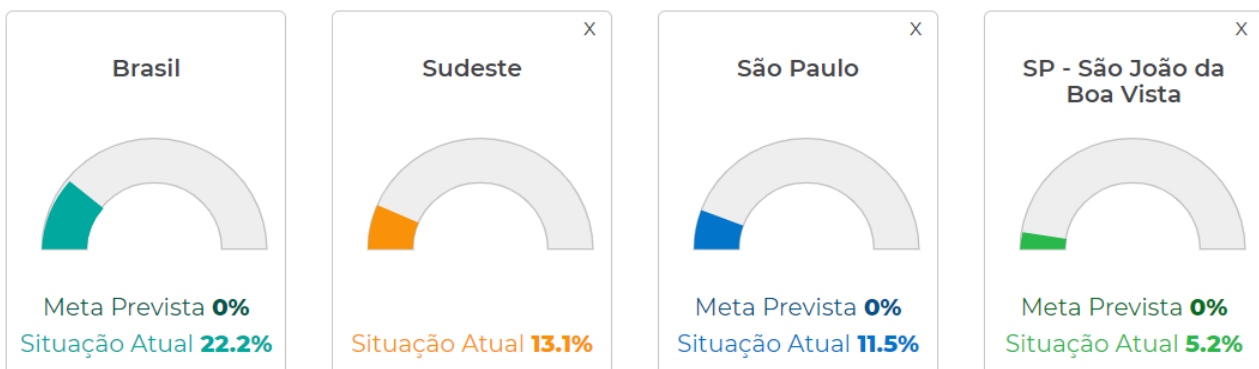 Brasil
Meta Prevista 0%
Situação Atual 22.2%
X
Sudeste
Situação Atual 13.1%
X
São Paulo
Meta Prevista 0%
Situação Atual 11.5%
X
SP - São João da
Boa Vista
Meta Prevista 0%
Situação Atual 5.2%